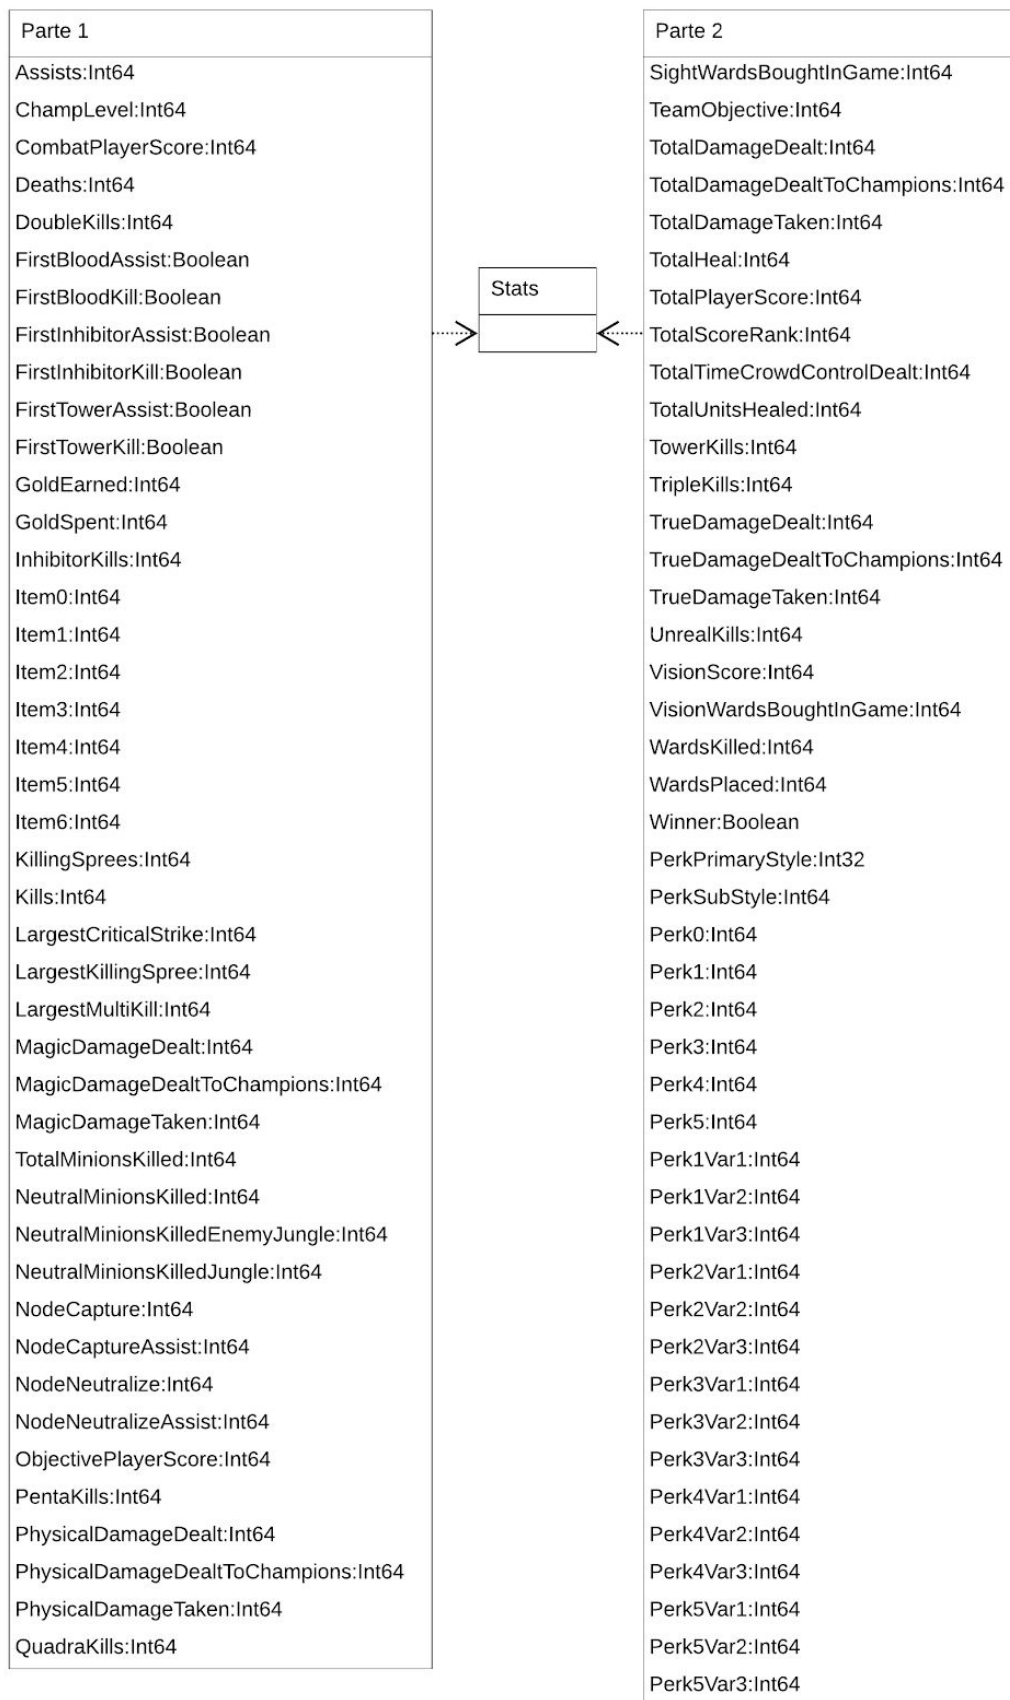 Parte 1
Assists:Int64
ChampLevel:Int64
CombatPlayerScore:Int64
Deaths:Int64
DoubleKills:Int64
FirstBloodAssist:Boolean
FirstBloodKill:Boolean
FirstInhibitorAssist:Boolean
FirstInhibitorKill:Boolean
FirstTowerAssist:Boolean
FirstTowerKill:Boolean
GoldEarned:Int64
GoldSpent:Int64
InhibitorKills:Int64
Item0:Int64
Item1:Int64
Item2:Int64
Item3:Int64
Item4:Int64
Item5:Int64
Item6:Int64
KillingSprees:Int64
Kills:Int64
LargestCriticalStrike:Int64
LargestKillingSpree:Int64
LargestMultiKill:Int64
MagicDamageDealt:Int64
MagicDamageDealtToChampions:Int64
MagicDamageTaken:Int64
TotalMinionsKilled:Int64
NeutralMinionsKilled:Int64
NeutralMinionsKilledEnemyJungle:Int64
NeutralMinionsKilledJungle:Int64
NodeCapture:Int64
NodeCaptureAssist:Int64
NodeNeutralize:Int64
NodeNeutralizeAssist:Int64
ObjectivePlayerScore:Int64
PentaKills:Int64
PhysicalDamageDealt:Int64
PhysicalDamageDealtToChampions:Int64
PhysicalDamageTaken:Int64
QuadraKills:Int64
Stats
Parte 2
SightWardsBoughtInGame:Int64
TeamObjective:Int64
TotalDamageDealt:Int64
TotalDamageDealtToChampions:Int64
TotalDamageTaken:Int64
TotalHeal:Int64
TotalPlayerScore:Int64
TotalScoreRank:Int64
TotalTimeCrowdControlDealt:Int64
TotalUnitsHealed:Int64
TowerKills:Int64
TripleKills:Int64
TrueDamageDealt:Int64
TrueDamageDealtToChampions:Int64
TrueDamageTaken:Int64
UnrealKills:Int64
VisionScore:Int64
VisionWardsBoughtInGame:Int64
WardsKilled:Int64
WardsPlaced:Int64
Winner:Boolean
PerkPrimaryStyle:Int32
PerkSubStyle:Int64
Perk0:Int64
Perk1:Int64
Perk2:Int64
Perk3:Int64
Perk4:Int64
Perk5:Int64
Perk1Var1:Int64
Perk1Var2:Int64
Perk1Var3:Int64
Perk2Var1:Int64
Perk2Var2:Int64
Perk2Var3:Int64
Perk3Var1:Int64
Perk3Var2:Int64
Perk3Var3:Int64
Perk4Var1:Int64
Perk4Var2:Int64
Perk4Var3:Int64
Perk5Var1:Int64
Perk5Var2:Int64
Perk5Var3:Int64